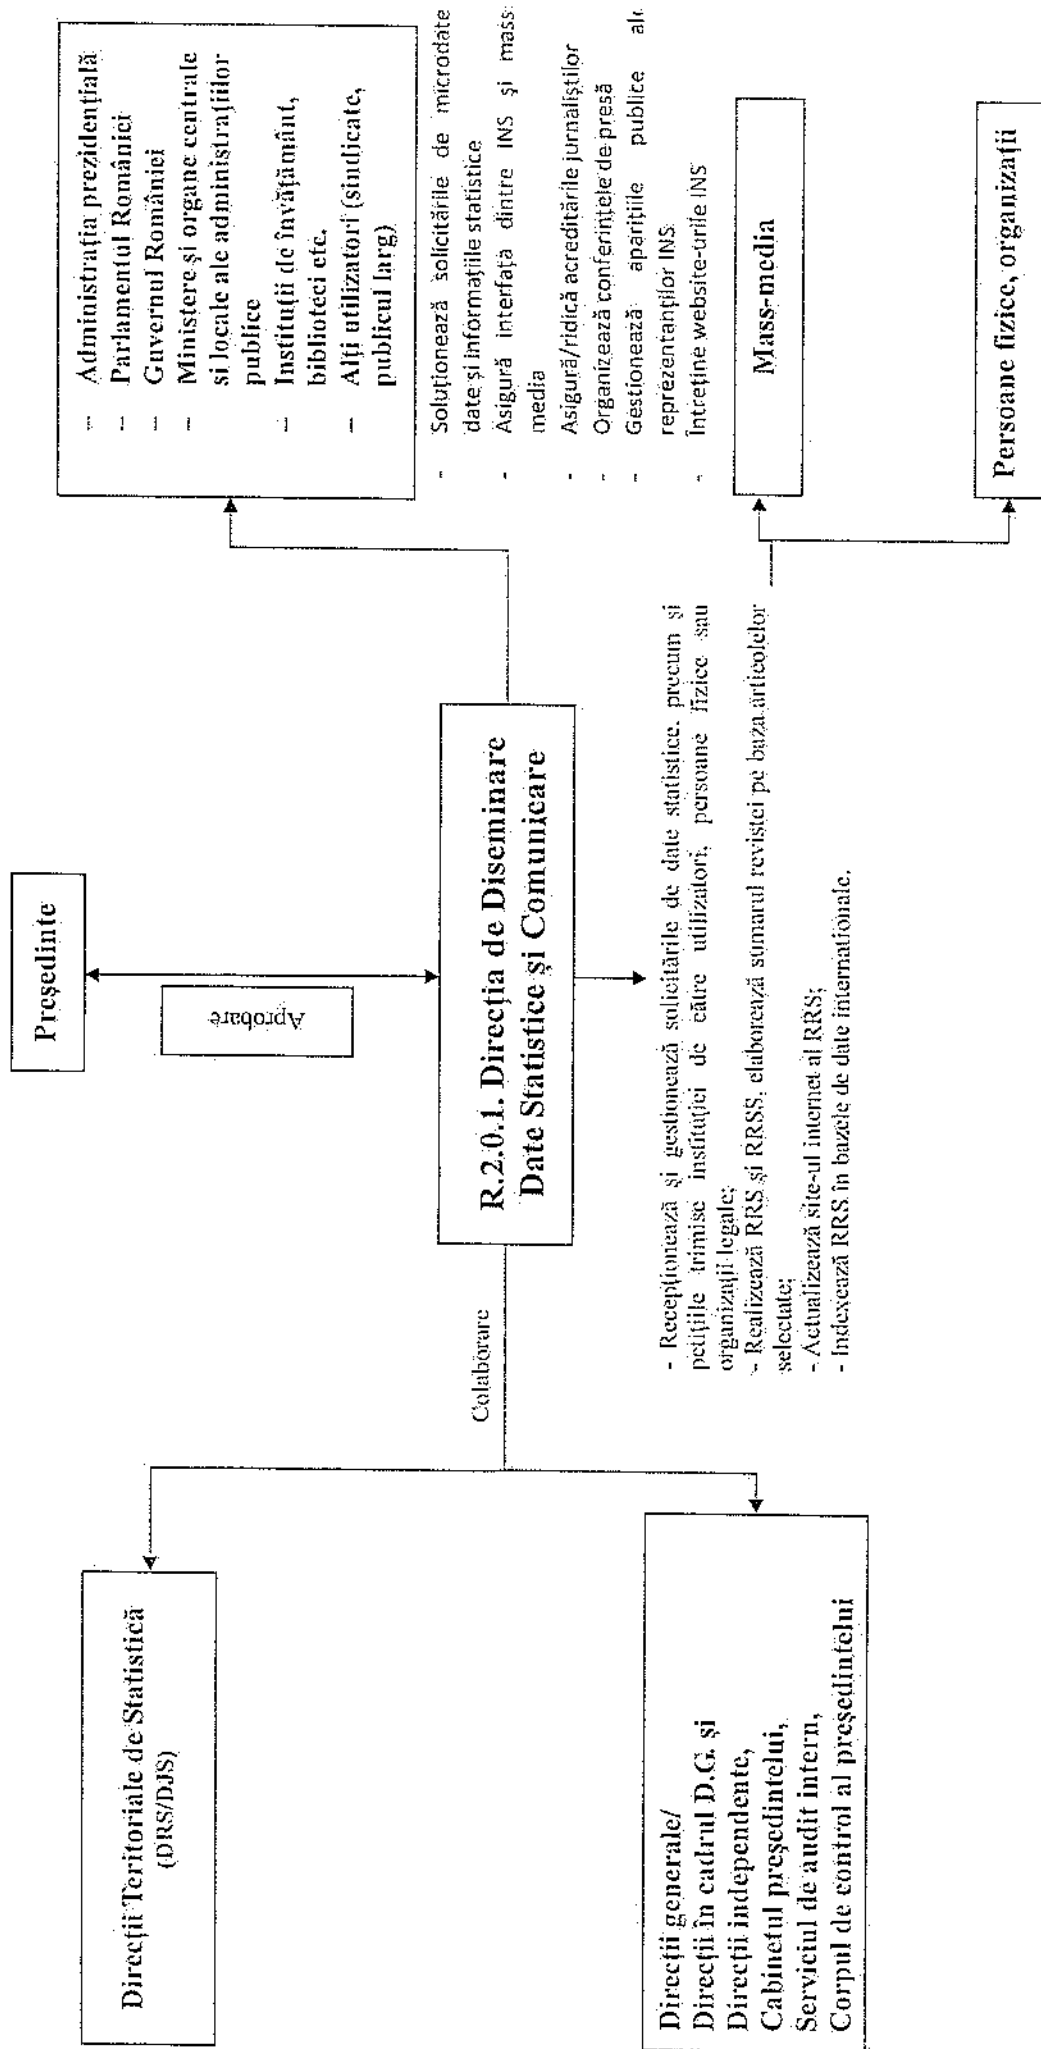 Președinte
Aprobare
Direcții Teritoriale de Statistică
(DRS/DJS)
Direcții generale/
Direcții în cadrul D.G. și
Direcții independente,
Cabinetul președintelui,
Serviciul de audit intern,
Corpul de control al președintelui
Colaborare
R.2.0.1. Direcția de Diseminare
Date Statistice și Comunicare
- Recepționează și gestionează solicitările de date statistice, precum și
petițiile trimise instituției de către utilizatori, persoane fizice sau
organizații legale;
- Realizează RRS și RRSS, elaborează sumarul revistei pe baza articolelor
selectate;
- Actualizează site-ul internet al RRS;
- Indexează RRS în bazele de date internationale.
- Administrația prezidențială
- Parlamentul României
- Guvernul României
- Ministere și organe centrale
si locale ale administrațiilor
publice
- Instituții de învățământ,
biblioteci etc.
- Alți utilizatori (sindicate,
publicul larg)
- Soluționează solicitările de microdate
date și informațiile statistice
- Asigură interfața dintre INS și mass
media
- Asigură/ridică acreditările jurnaliștilor
- Organizează conferințele de presă
- Gestionează aparițiile publice ale
reprezentanților INS
- Întreține website-urile INS
Mass-media
Persoane fizice, organizații